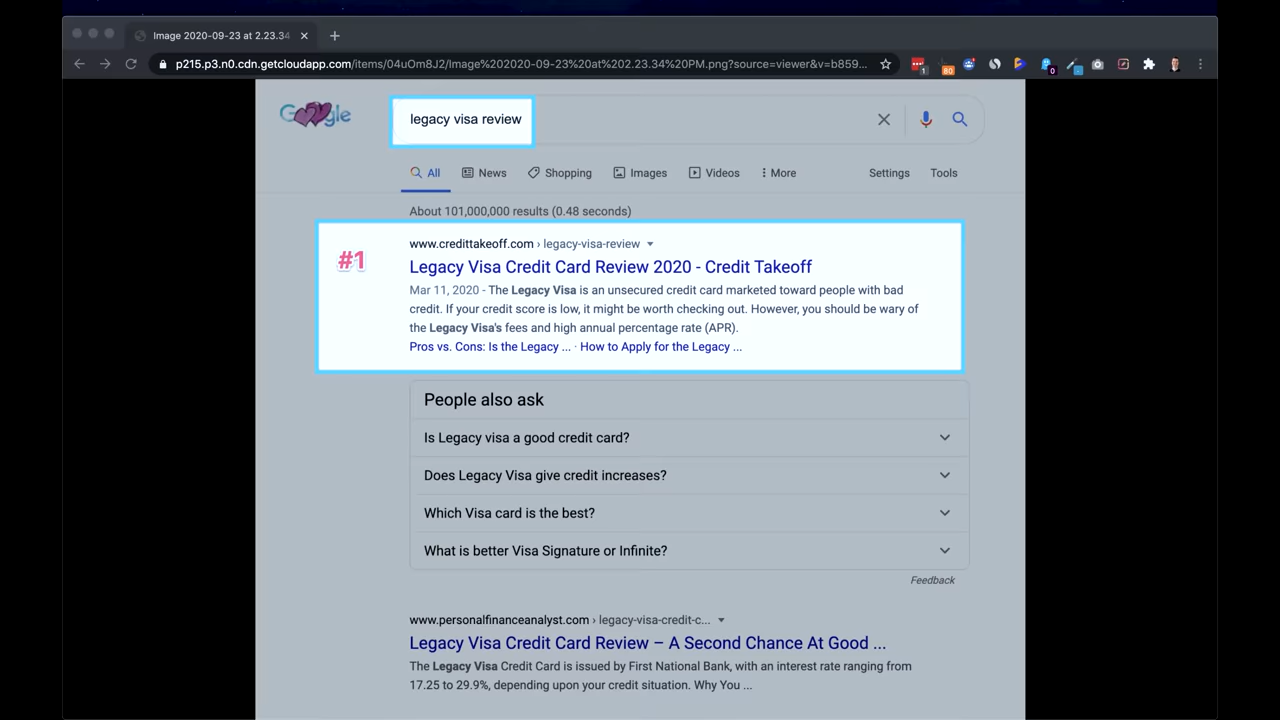 Image 2020-09-23 at 2.23.34
p215.p3.n0.cdn.getcloudapp.com/items/04uOm8J2/Image%202020-09-23%20at%202.23.34%20PM.png?source=viewer&v=b859...
1
80
0
Google
legacy visa review
All
News
Shopping
Images
Videos
More
Settings
Tools
About 101,000,000 results (0.48 seconds)
#1
www.credittakeoff.com › legacy-visa-review
Legacy Visa Credit Card Review 2020 - Credit Takeoff
Mar 11, 2020 - The Legacy Visa is an unsecured credit card marketed toward people with bad
credit. If your credit score is low, it might be worth checking out. However, you should be wary of
the Legacy Visa's fees and high annual percentage rate (APR).
Pros vs. Cons: Is the Legacy ... · How to Apply for the Legacy ...
People also ask
Is Legacy visa a good credit card?
Does Legacy Visa give credit increases?
Which Visa card is the best?
What is better Visa Signature or Infinite?
Feedback
www.personalfinanceanalyst.com › legacy-visa-credit-c...
Legacy Visa Credit Card Review – A Second Chance At Good ...
The Legacy Visa Credit Card is issued by First National Bank, with an interest rate ranging from
17.25 to 29.9%, depending upon your credit situation. Why You ...